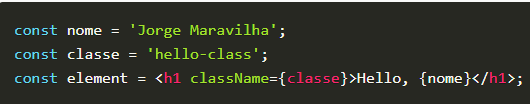 const nome = 'Jorge Maravilha';
const classe = 'hello-class';
const element = <h1 className={classe}>Hello, {nome}</h1>;